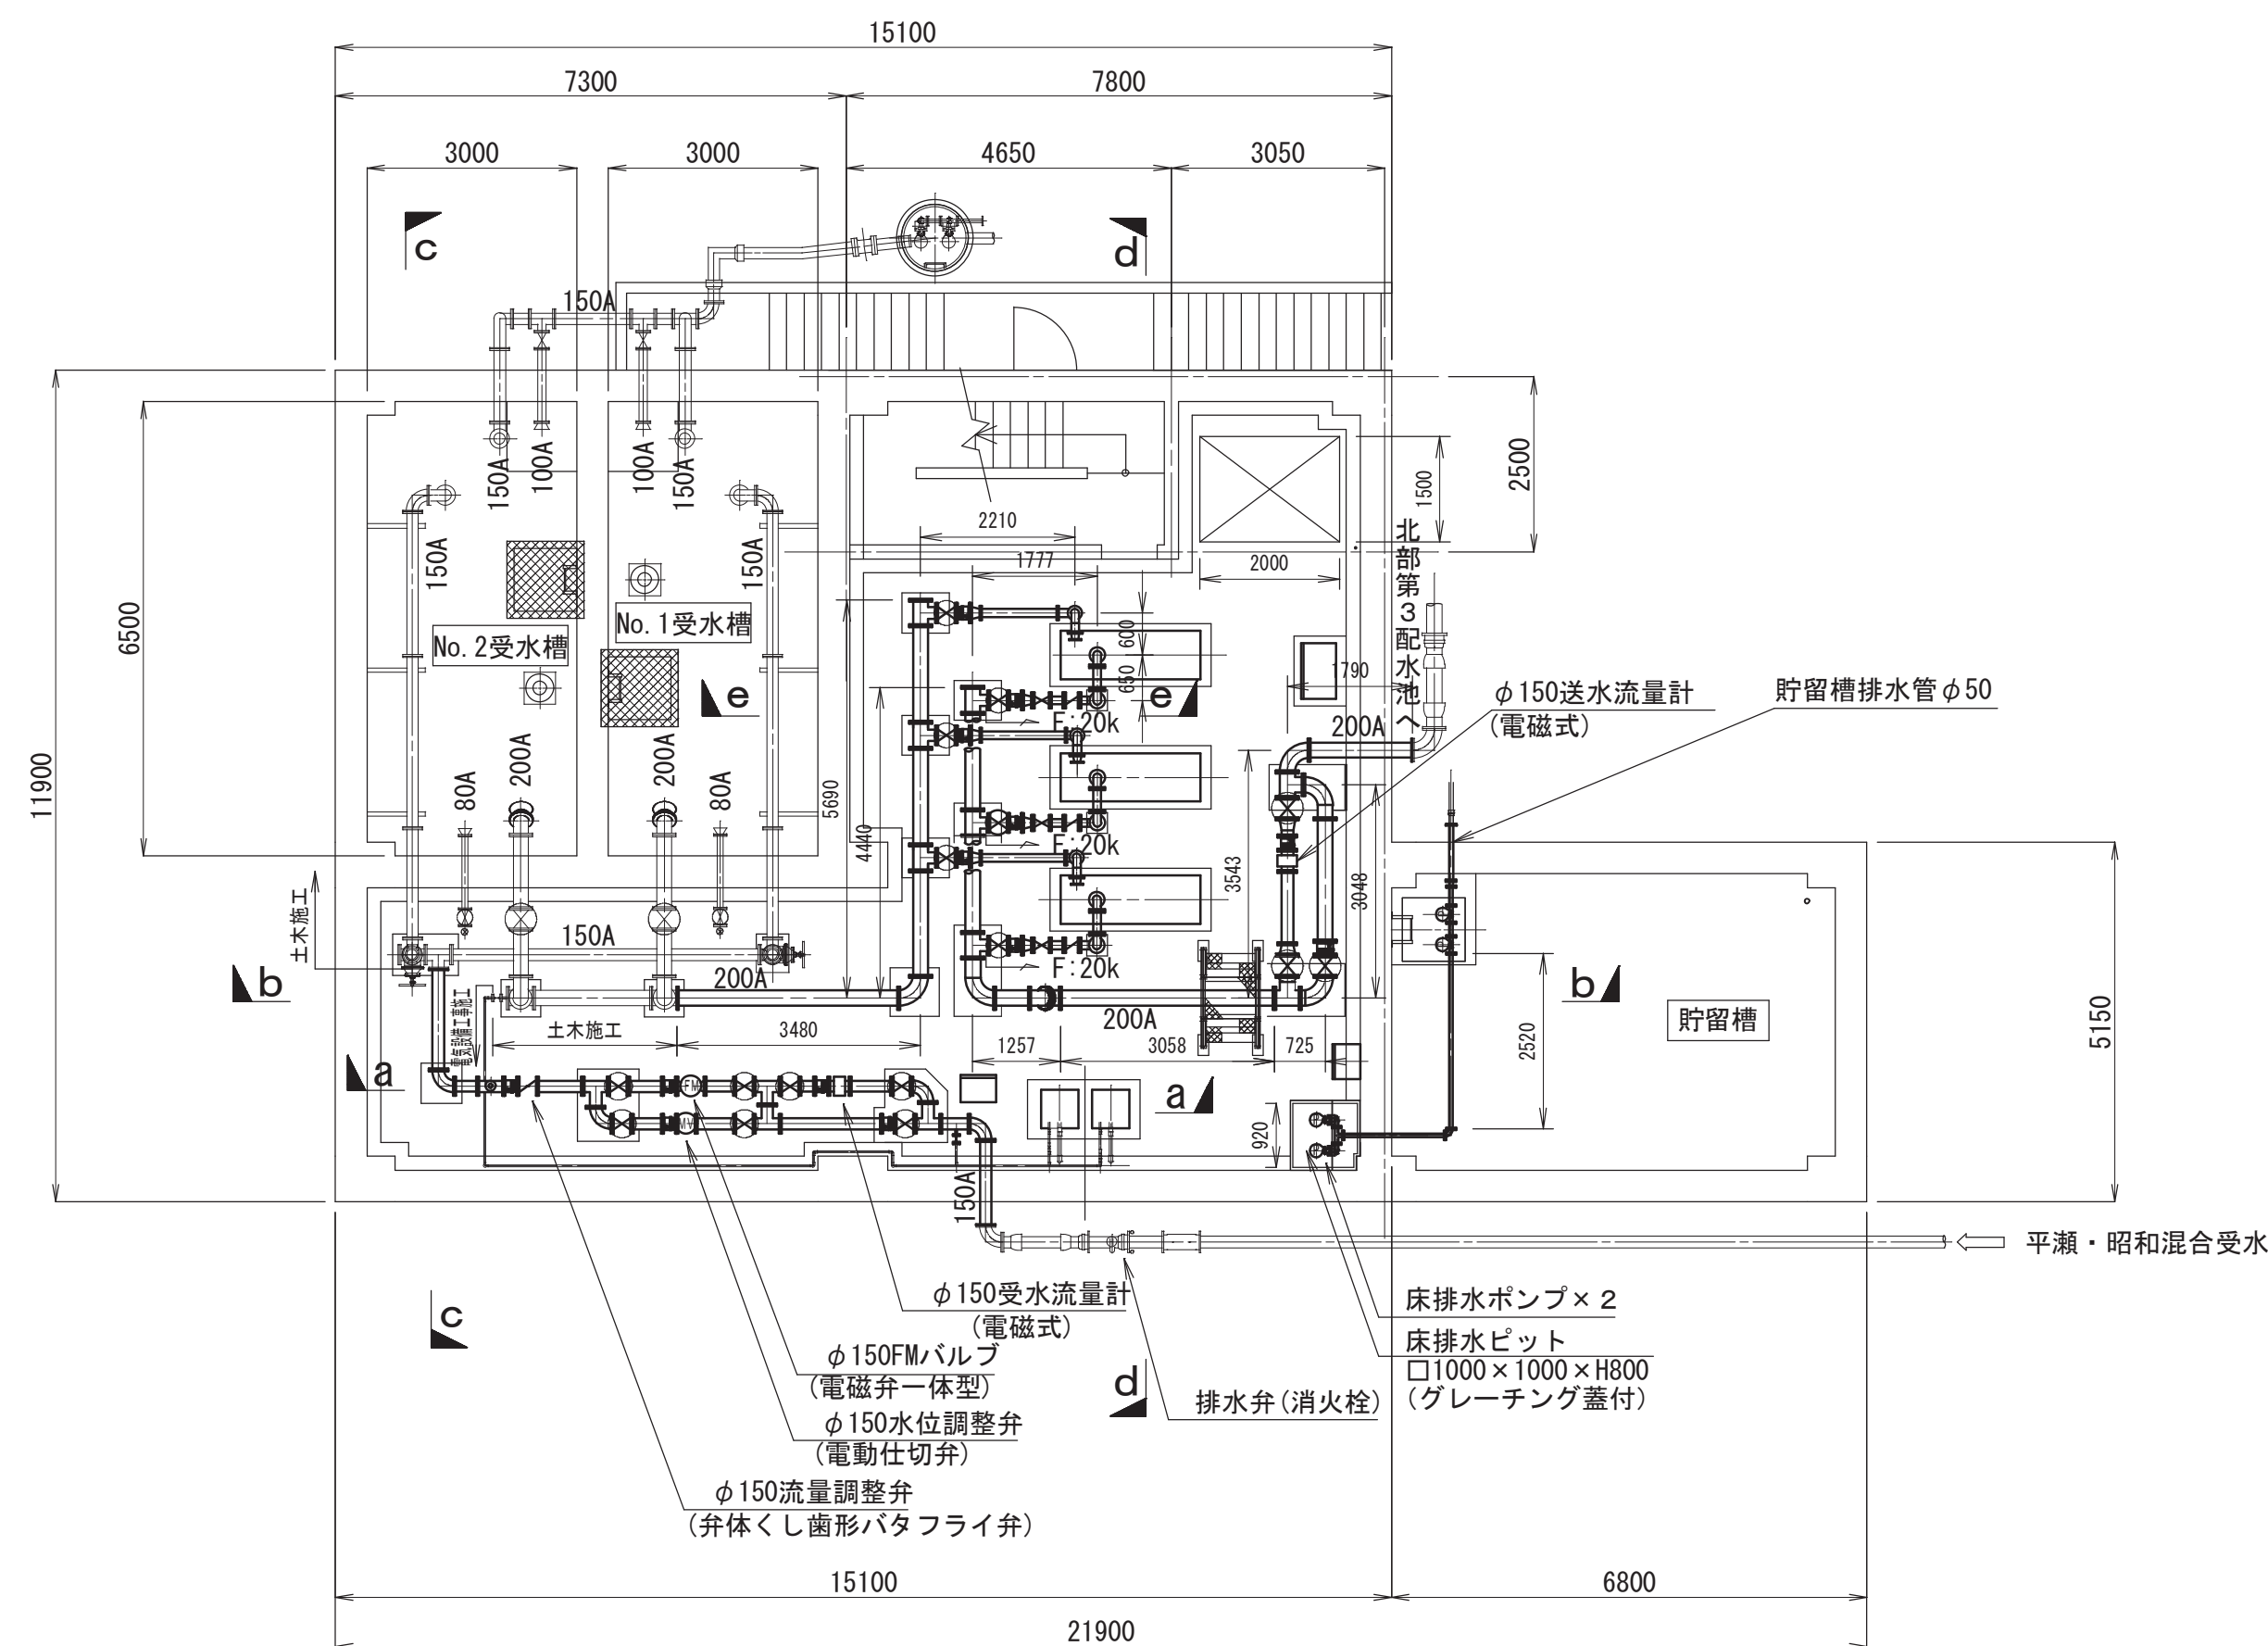 15100
7300
7800
3000
3000
4650
3050
c
d
150A
150A
100A
100A
150A
2500
1500
2000
2210
1777
150A
150A
6500
11900
No. 1受水槽
No. 2受水槽
600
650
e
e
北部第3配水池へ
1790
200A
φ150送水流量計
(電磁式)
貯留槽排水管φ50
F:20k
F:20k
F:20k
80A
200A
200A
80A
5690
4440
3543
3048
土木施工
150A
b
200A
電気設備工事施工
土木施工
3480
200A
1257
3058
725
2520
b
貯留槽
5150
a
FM
MV
a
920
150A
平瀬・昭和混合受水
φ150受水流量計
(電磁式)
床排水ポンプ×2
床排水ピット
□1000×1000×H800
(グレーチング蓋付)
c
φ150FMバルブ
(電磁弁一体型)
d
排水弁(消火栓)
φ150水位調整弁
(電動仕切弁)
φ150流量調整弁
(弁体くし歯形バタフライ弁)
15100
6800
21900